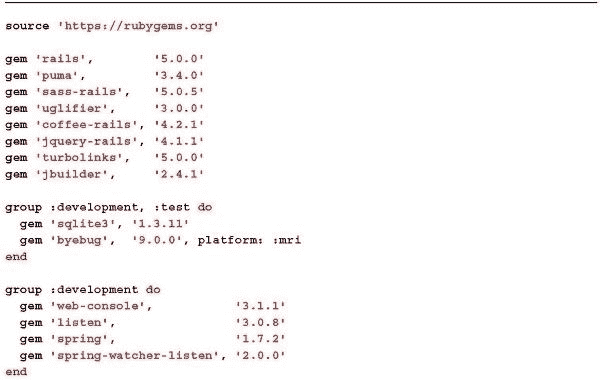 source 'https://rubygems.org'

gem 'rails',        '5.0.0'
gem 'puma',         '3.4.0'
gem 'sass-rails',   '5.0.5'
gem 'uglifier',     '3.0.0'
gem 'coffee-rails', '4.2.1'
gem 'jquery-rails', '4.1.1'
gem 'turbolinks',   '5.0.0'
gem 'jbuilder',     '2.4.1'

group :development, :test do
  gem 'sqlite3', '1.3.11'
  gem 'byebug',  '9.0.0', platform: :mri
end

group :development do
  gem 'web-console',           '3.1.1'
  gem 'listen',                '3.0.8'
  gem 'spring',                '1.7.2'
  gem 'spring-watcher-listen', '2.0.0'
end